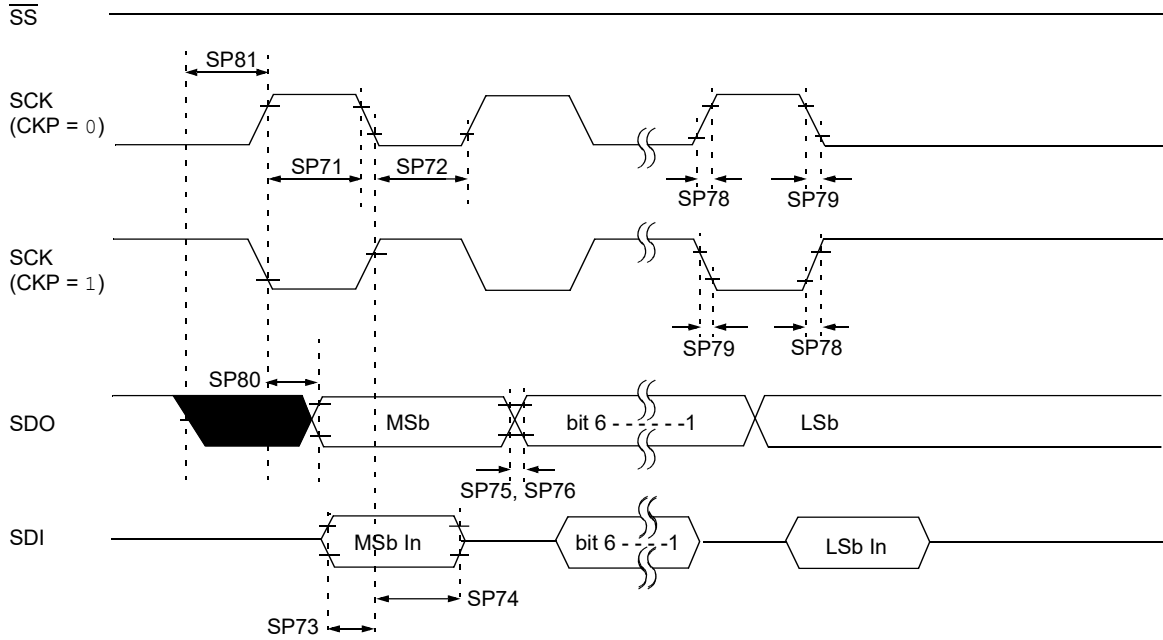 SS
SP81
SCK
(CKP = 0)
SP71
SP72
SP78
SP79
SCK
(CKP = 1)
SP79
SP78
SP80
SDO
MSb
bit 6 - - - - - -1
LSb
SP75, SP76
SDI
MSb In
bit 6 - - - - -1
LSb In
SP74
SP73